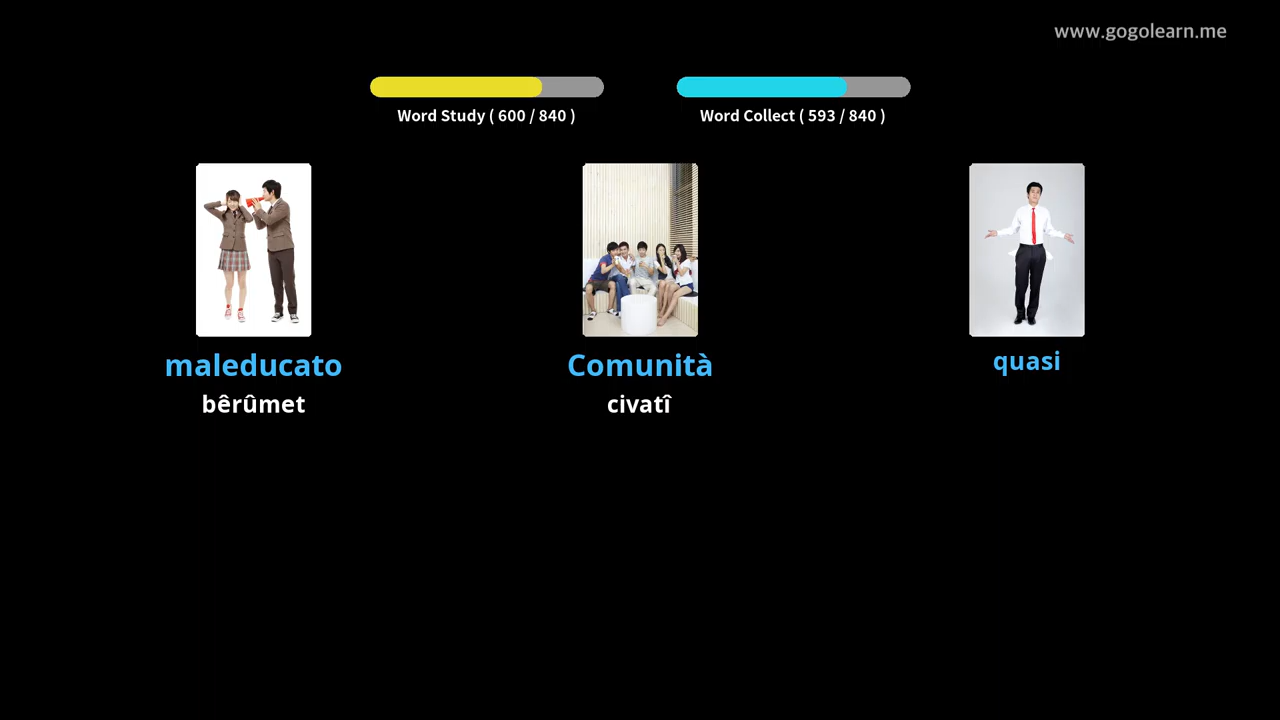 www.gogolearn.me
Word Study ( 600 / 840 )
Word Collect ( 593 / 840 )
maleducato
bêrûmet
Comunità
civatî
quasi